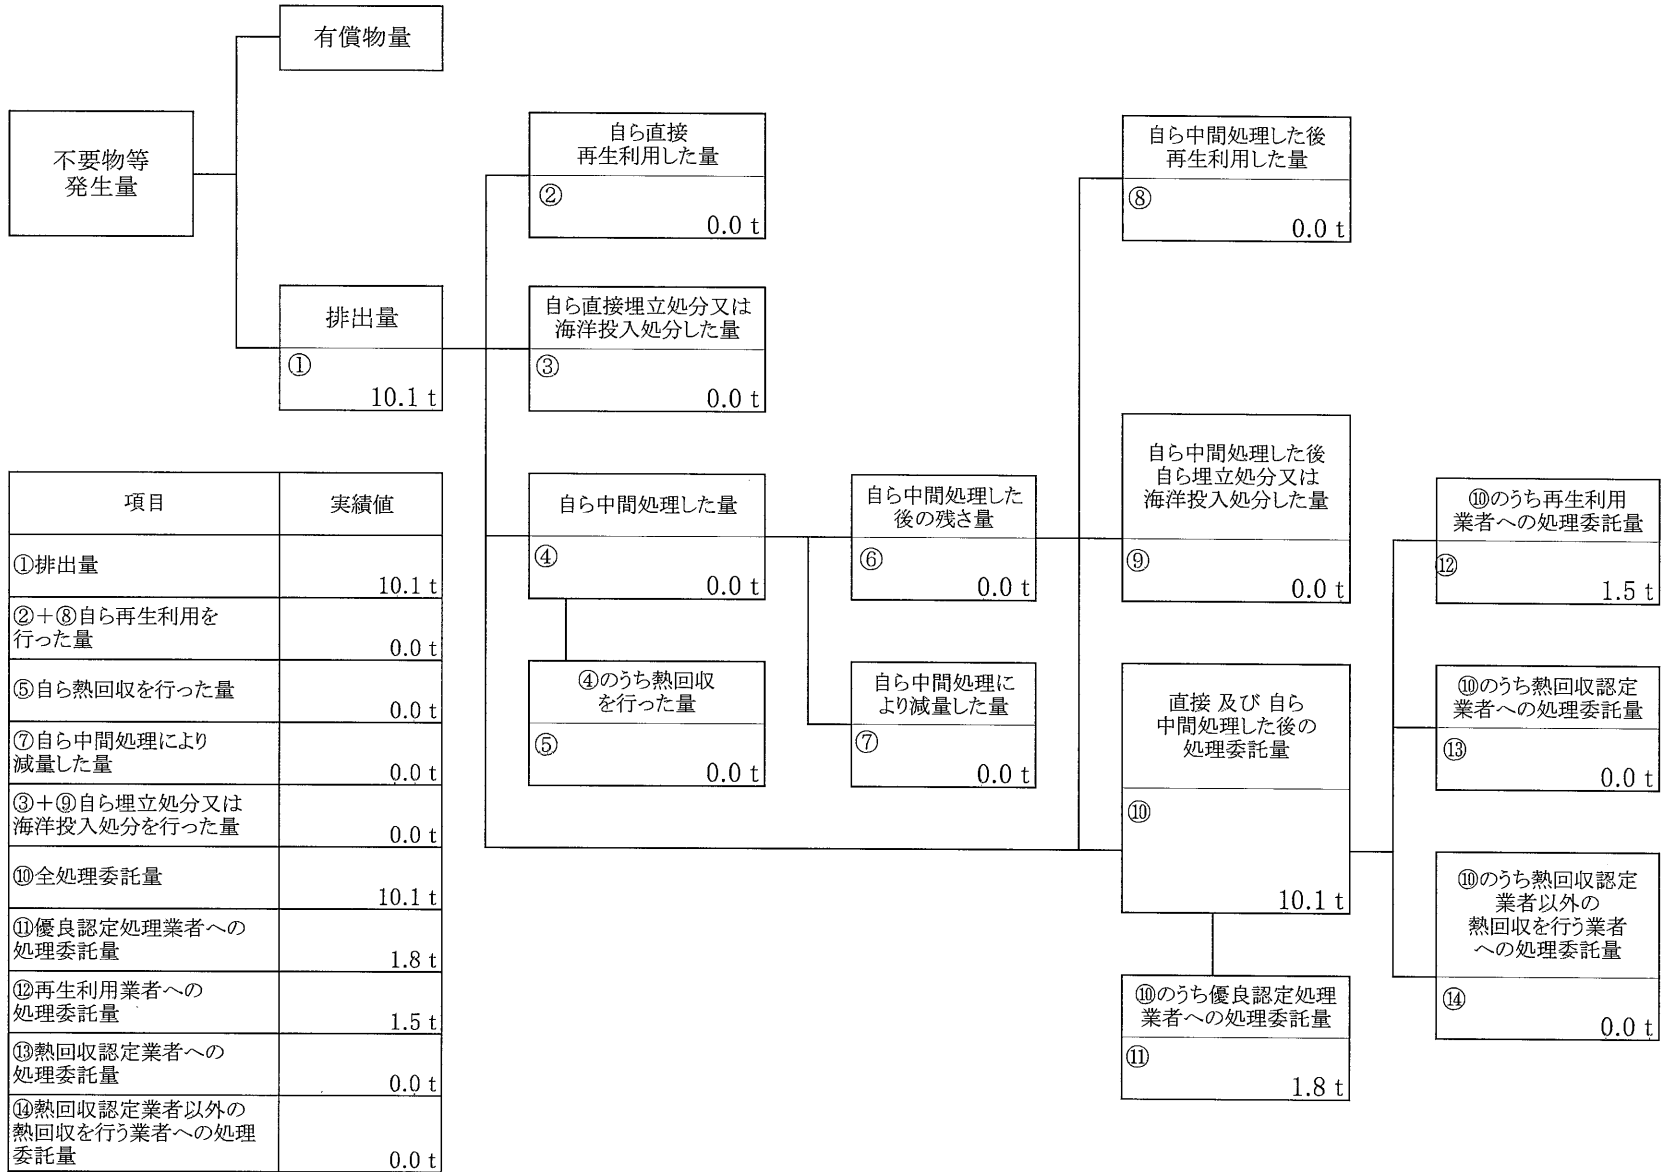 有償物量
不要物等
発生量
排出量
①
10.1 t
自ら直接
再生利用した量
②
0.0 t
自ら直接埋立処分又は
海洋投入処分した量
③
0.0 t
自ら中間処理した量
④
0.0 t
④のうち熱回収
を行った量
⑤
0.0 t
自ら中間処理した
後の残さ量
⑥
0.0 t
自ら中間処理に
より減量した量
⑦
0.0 t
自ら中間処理した後
再生利用した量
⑧
0.0 t
自ら中間処理した後
自ら埋立処分又は
海洋投入処分した量
⑨
0.0 t
直接 及び 自ら
中間処理した後の
処理委託量
⑩
10.1 t
⑩のうち優良認定処理
業者への処理委託量
⑪
1.8 t
⑩のうち再生利用
業者への処理委託量
⑫
1.5 t
⑩のうち熱回収認定
業者への処理委託量
⑬
0.0 t
⑩のうち熱回収認定
業者以外の
熱回収を行う業者
への処理委託量
⑭
0.0 t
項目 実績値
①排出量
10.1 t
②＋⑧自ら再生利用を
行った量
0.0 t
⑤自ら熱回収を行った量
0.0 t
⑦自ら中間処理により
減量した量
0.0 t
③＋⑨自ら埋立処分又は
海洋投入処分を行った量
0.0 t
⑩全処理委託量
10.1 t
⑪優良認定処理業者への
処理委託量
1.8 t
⑫再生利用業者への
処理委託量
1.5 t
⑬熱回収認定業者への
処理委託量
0.0 t
⑭熱回収認定業者以外の
熱回収を行う業者への処理
委託量
0.0 t